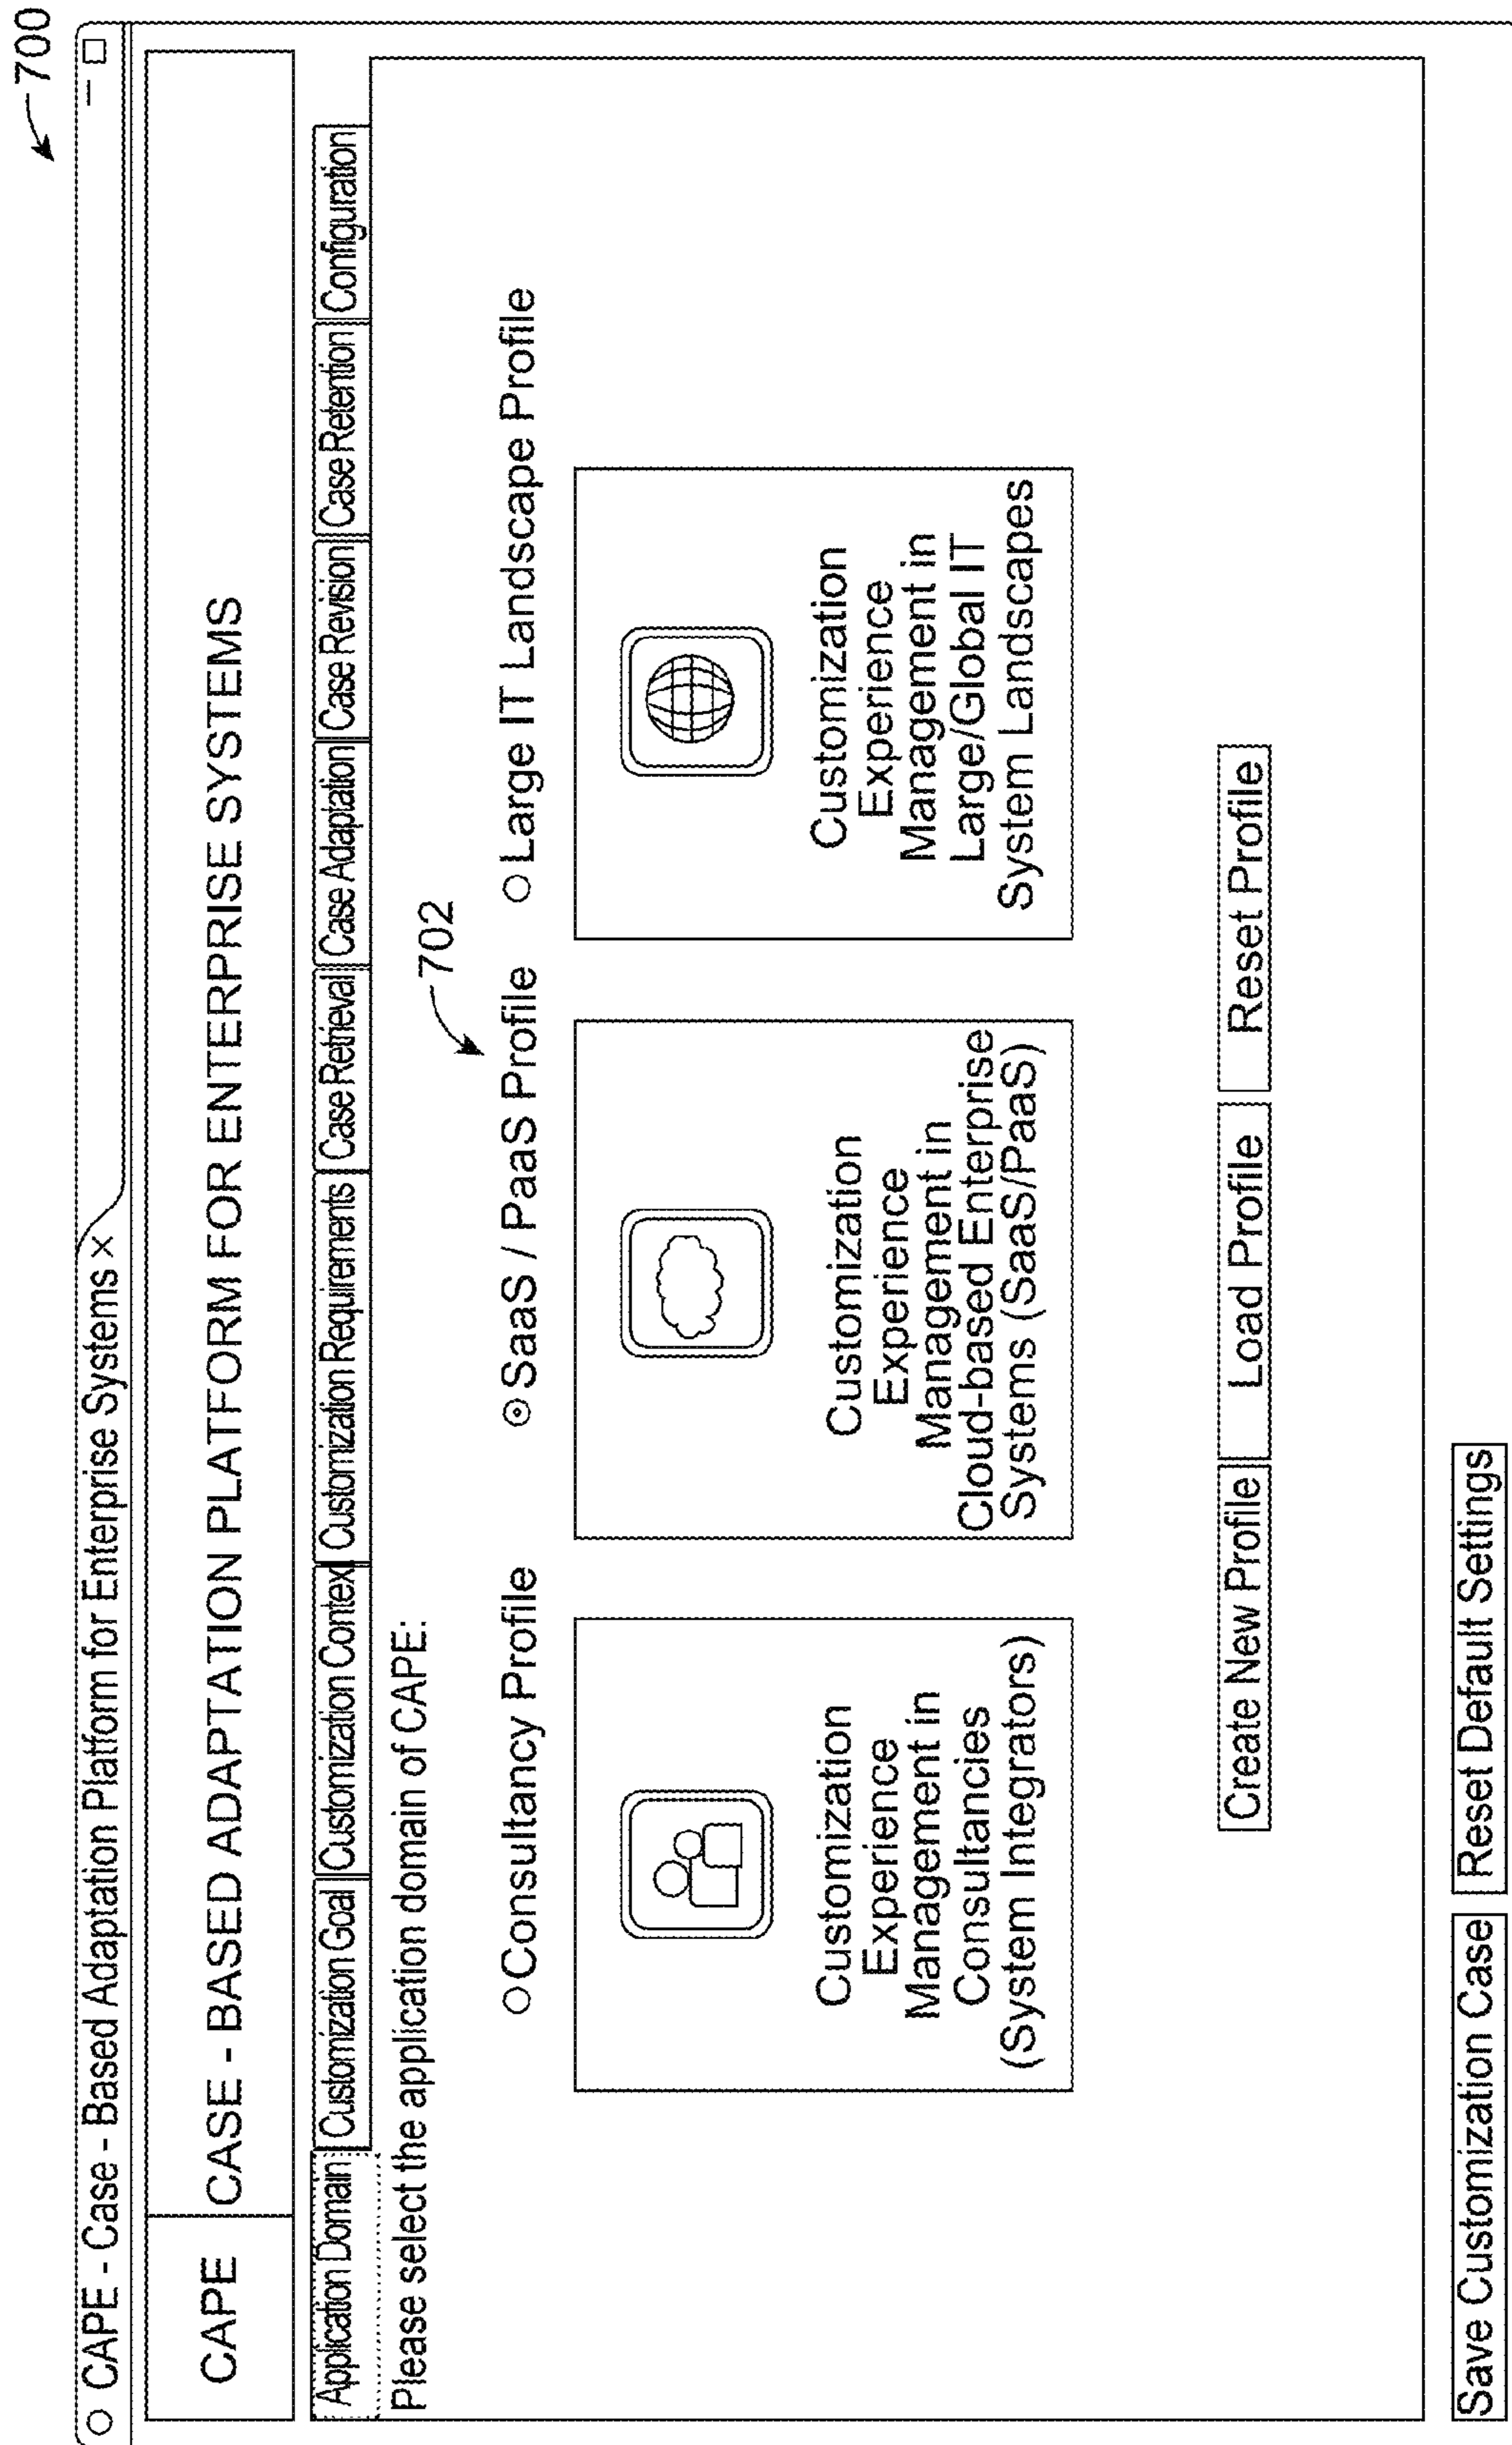 700
CAPE - Case - Based Adaptation Platform for Enterprise Systems ×
CAPE
CASE - BASED ADAPTATION PLATFORM FOR ENTERPRISE SYSTEMS
Application Domain
Customization Goal
Customization Contex
Customization Requirements
Case Retrieval
Case Adaptation
Case Revision
Case Retention
Configuration
Please select the application domain of CAPE:
702
Consultancy Profile
SaaS / PaaS Profile
Large IT Landscape Profile
Customization
Experience
Management in
Consultancies
(System Integrators)
Customization
Experience
Management in
Cloud-based Enterprise
Systems (SaaS/PaaS)
Customization
Experience
Management in
Large/Global IT
System Landscapes
Create New Profile
Load Profile
Reset Profile
Save Customization Case
Reset Default Settings